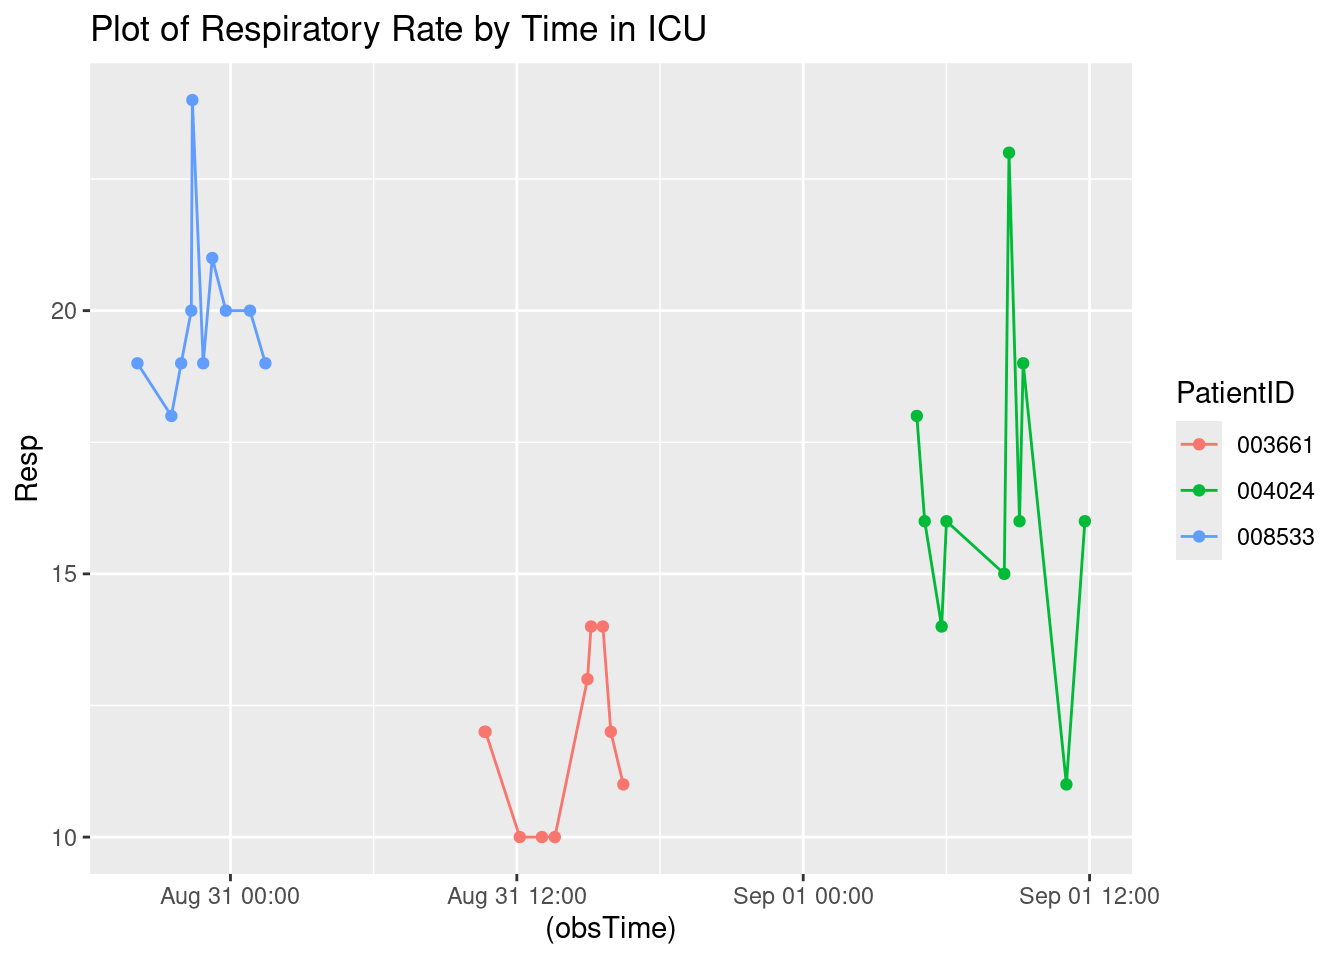 Plot of Respiratory Rate by Time in ICU
Resp
20
15
10
Aug 31 00:00
Aug 31 12:00
Sep 01 00:00
Sep 01 12:00
(obsTime)
PatientID
003661
004024
008533